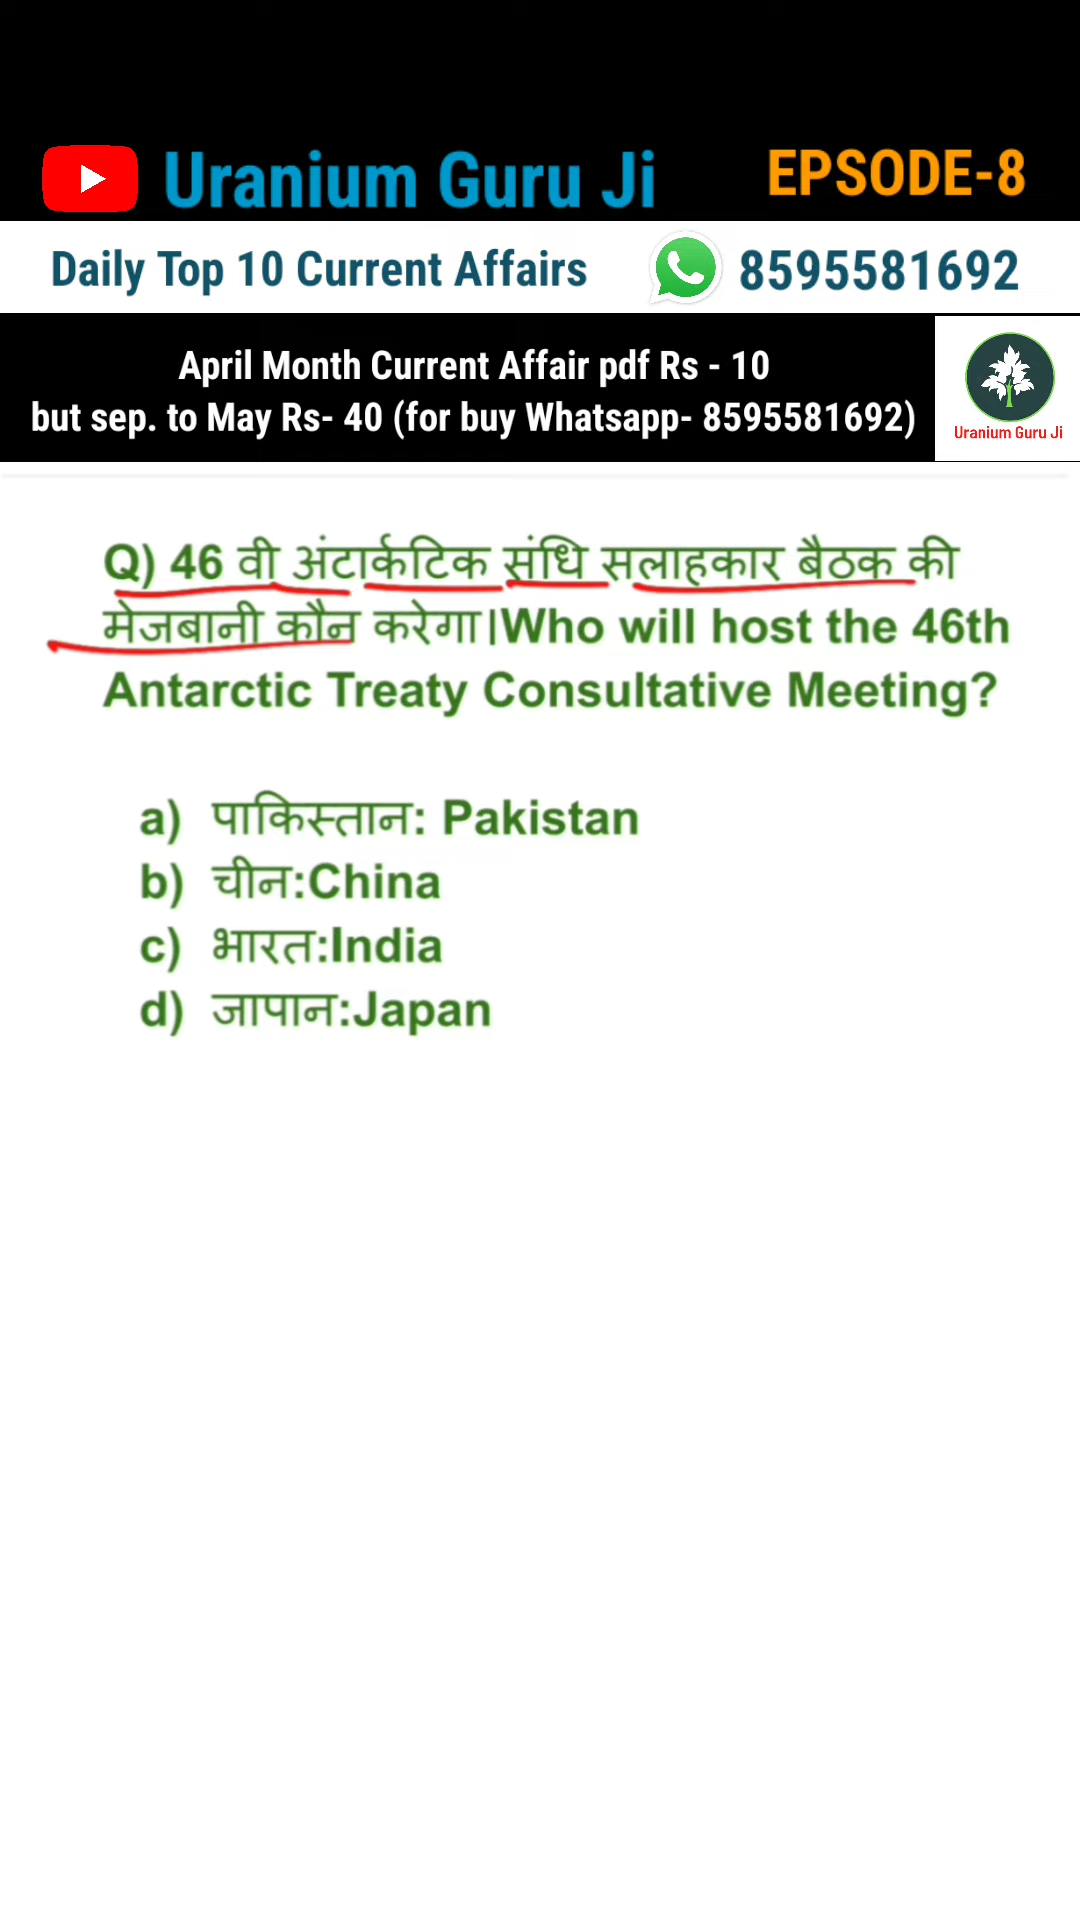 Uranium Guru Ji
EPSODE-8
Daily Top 10 Current Affairs
8595581692
April Month Current Affair pdf Rs - 10
but sep. to May Rs- 40 (for buy Whatsapp- 8595581692)
Uranium Guru Ji
Q) 46 वी अंटार्कटिक संधि सलाहकार बैठक की
मेजबानी कौन करेगा|Who will host the 46th
Antarctic Treaty Consultative Meeting?
a) पाकिस्तान: Pakistan
b) चीन:China
c) भारत:India
d) जापान:Japan